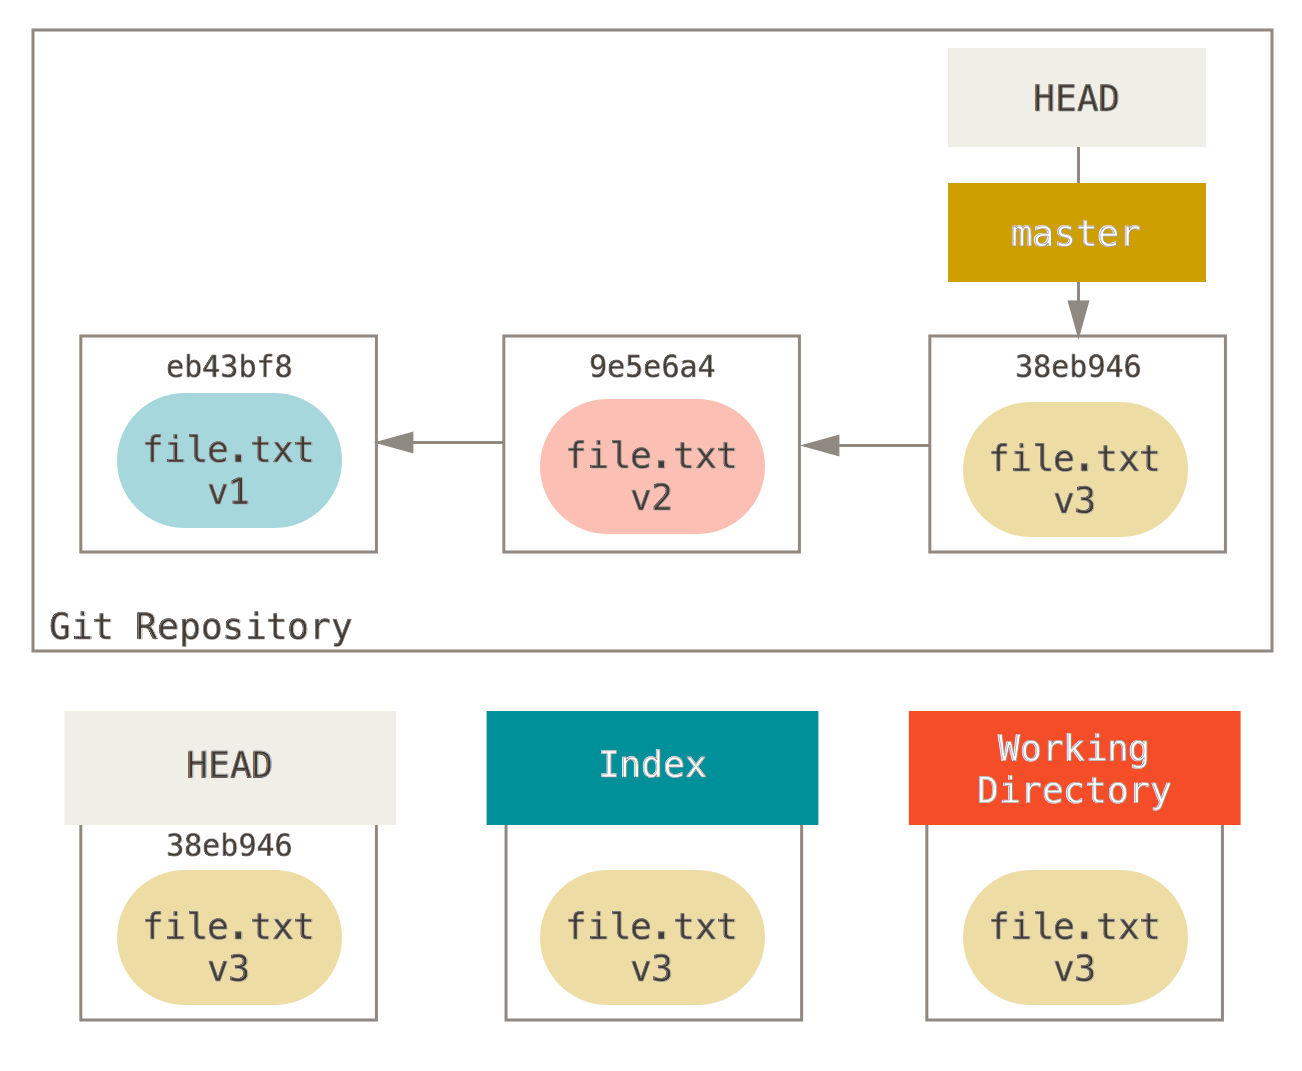 HEAD
master
eb43bf8
9e5e6a4
38eb946
file.txt
v1
file.txt
v2
file.txt
v3
Git Repository
HEAD
Index
Working
Directory
38eb946
file.txt
v3
file.txt
v3
file.txt
v3